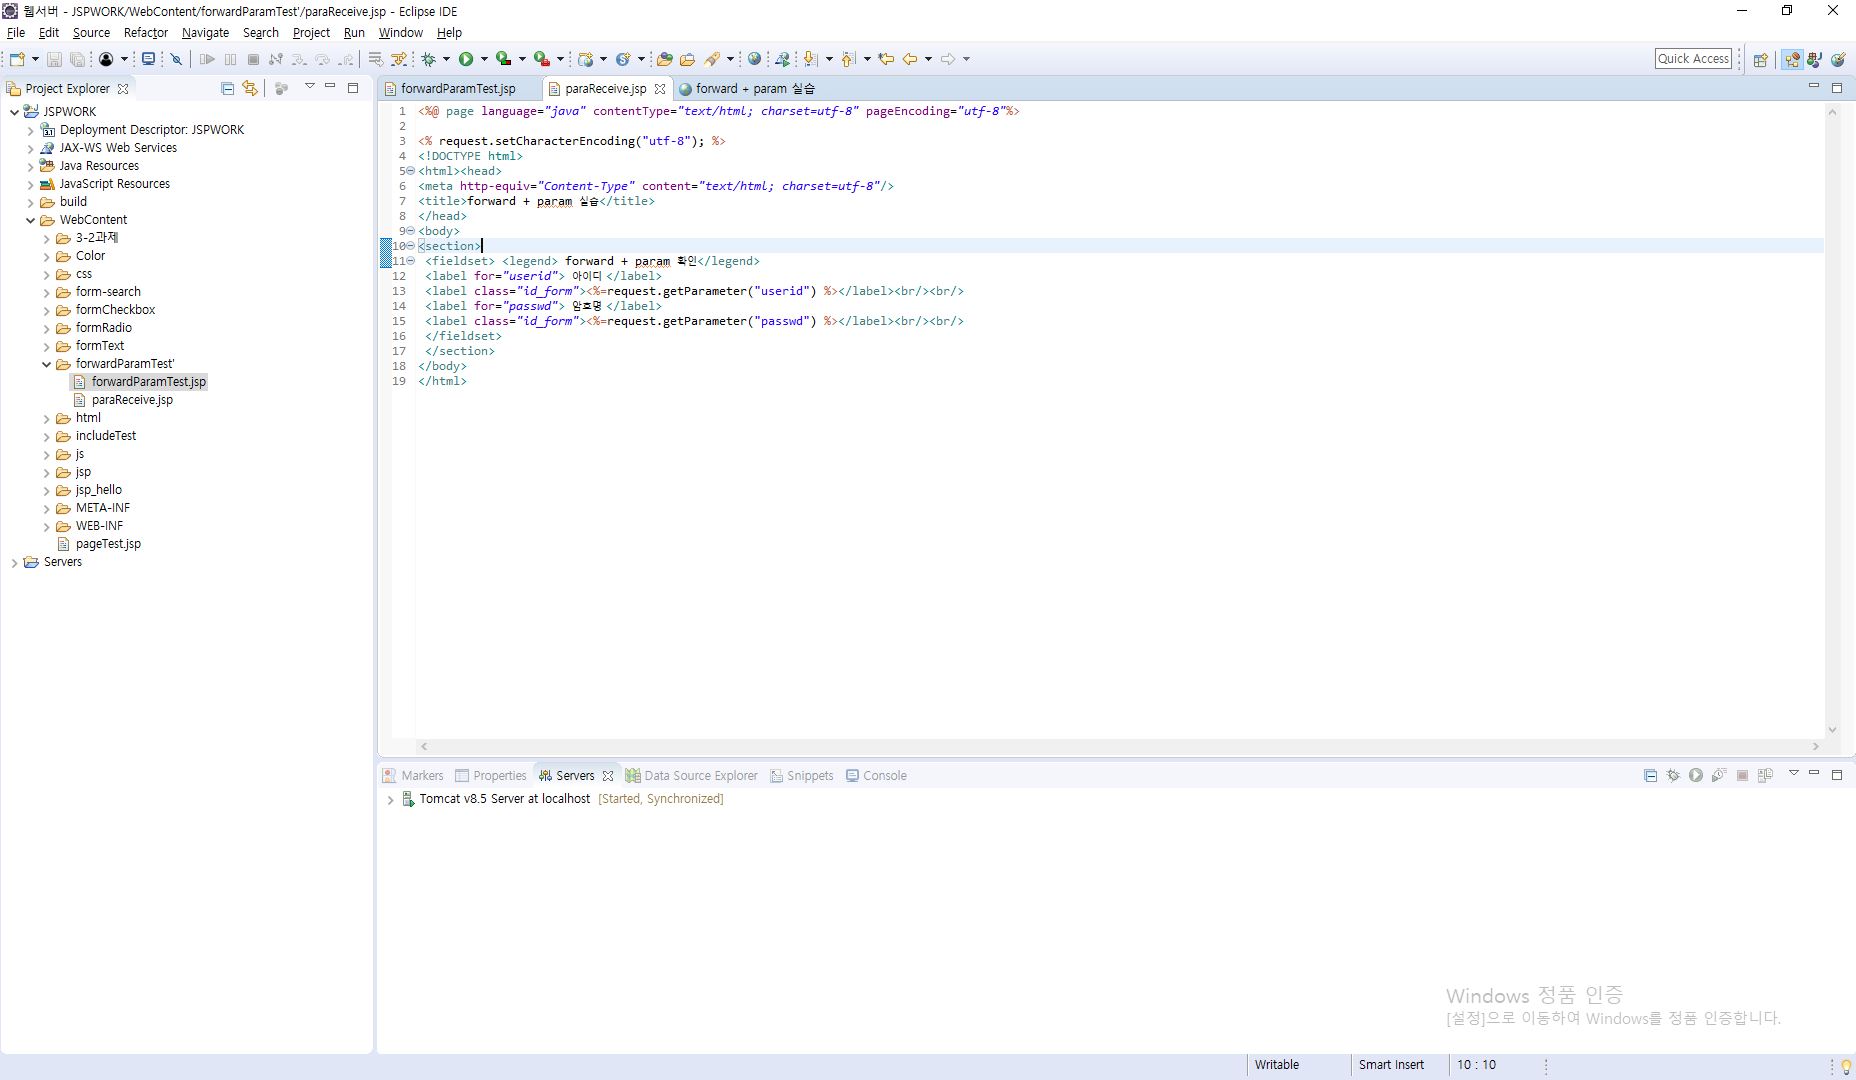 웹서버 - JSPWORK/WebContent/forwardParamTest'/paraReceive.jsp - Eclipse IDE
File Edit Source Refactor Navigate Search Project Run Window Help
Quick Access
Project Explorer
JSPWORK
Deployment Descriptor: JSPWORK
JAX-WS Web Services
Java Resources
JavaScript Resources
build
WebContent
3-2과제
Color
css
form-search
formCheckbox
formRadio
formText
forwardParamTest'
forwardParamTest.jsp
paraReceive.jsp
html
includeTest
js
jsp
jsp_hello
META-INF
WEB-INF
pageTest.jsp
Servers
forwardParamTest.jsp paraReceive.jsp forward + param 실습
1 <%@ page language="java" contentType="text/html; charset=utf-8" pageEncoding="utf-8"%>
2
3 <% request.setCharacterEncoding("utf-8"); %>
4 <!DOCTYPE html>
5 <html><head>
6 <meta http-equiv="Content-Type" content="text/html; charset=utf-8"/>
7 <title>forward + param 실습</title>
8 </head>
9 <body>
10 <section>
11 <fieldset> <legend> forward + param 확인</legend>
12 <label for="userid"> 아이디 </label>
13 <label class="id_form"><%=request.getParameter("userid") %></label><br/><br/>
14 <label for="passwd"> 암호명 </label>
15 <label class="id_form"><%=request.getParameter("passwd") %></label><br/><br/>
16 </fieldset>
17 </section>
18 </body>
19 </html>
Markers Properties Servers Data Source Explorer Snippets Console
Tomcat v8.5 Server at localhost [Started, Synchronized]
Windows 정품 인증
[설정]으로 이동하여 Windows를 정품 인증합니다.
Writable Smart Insert 10 : 10